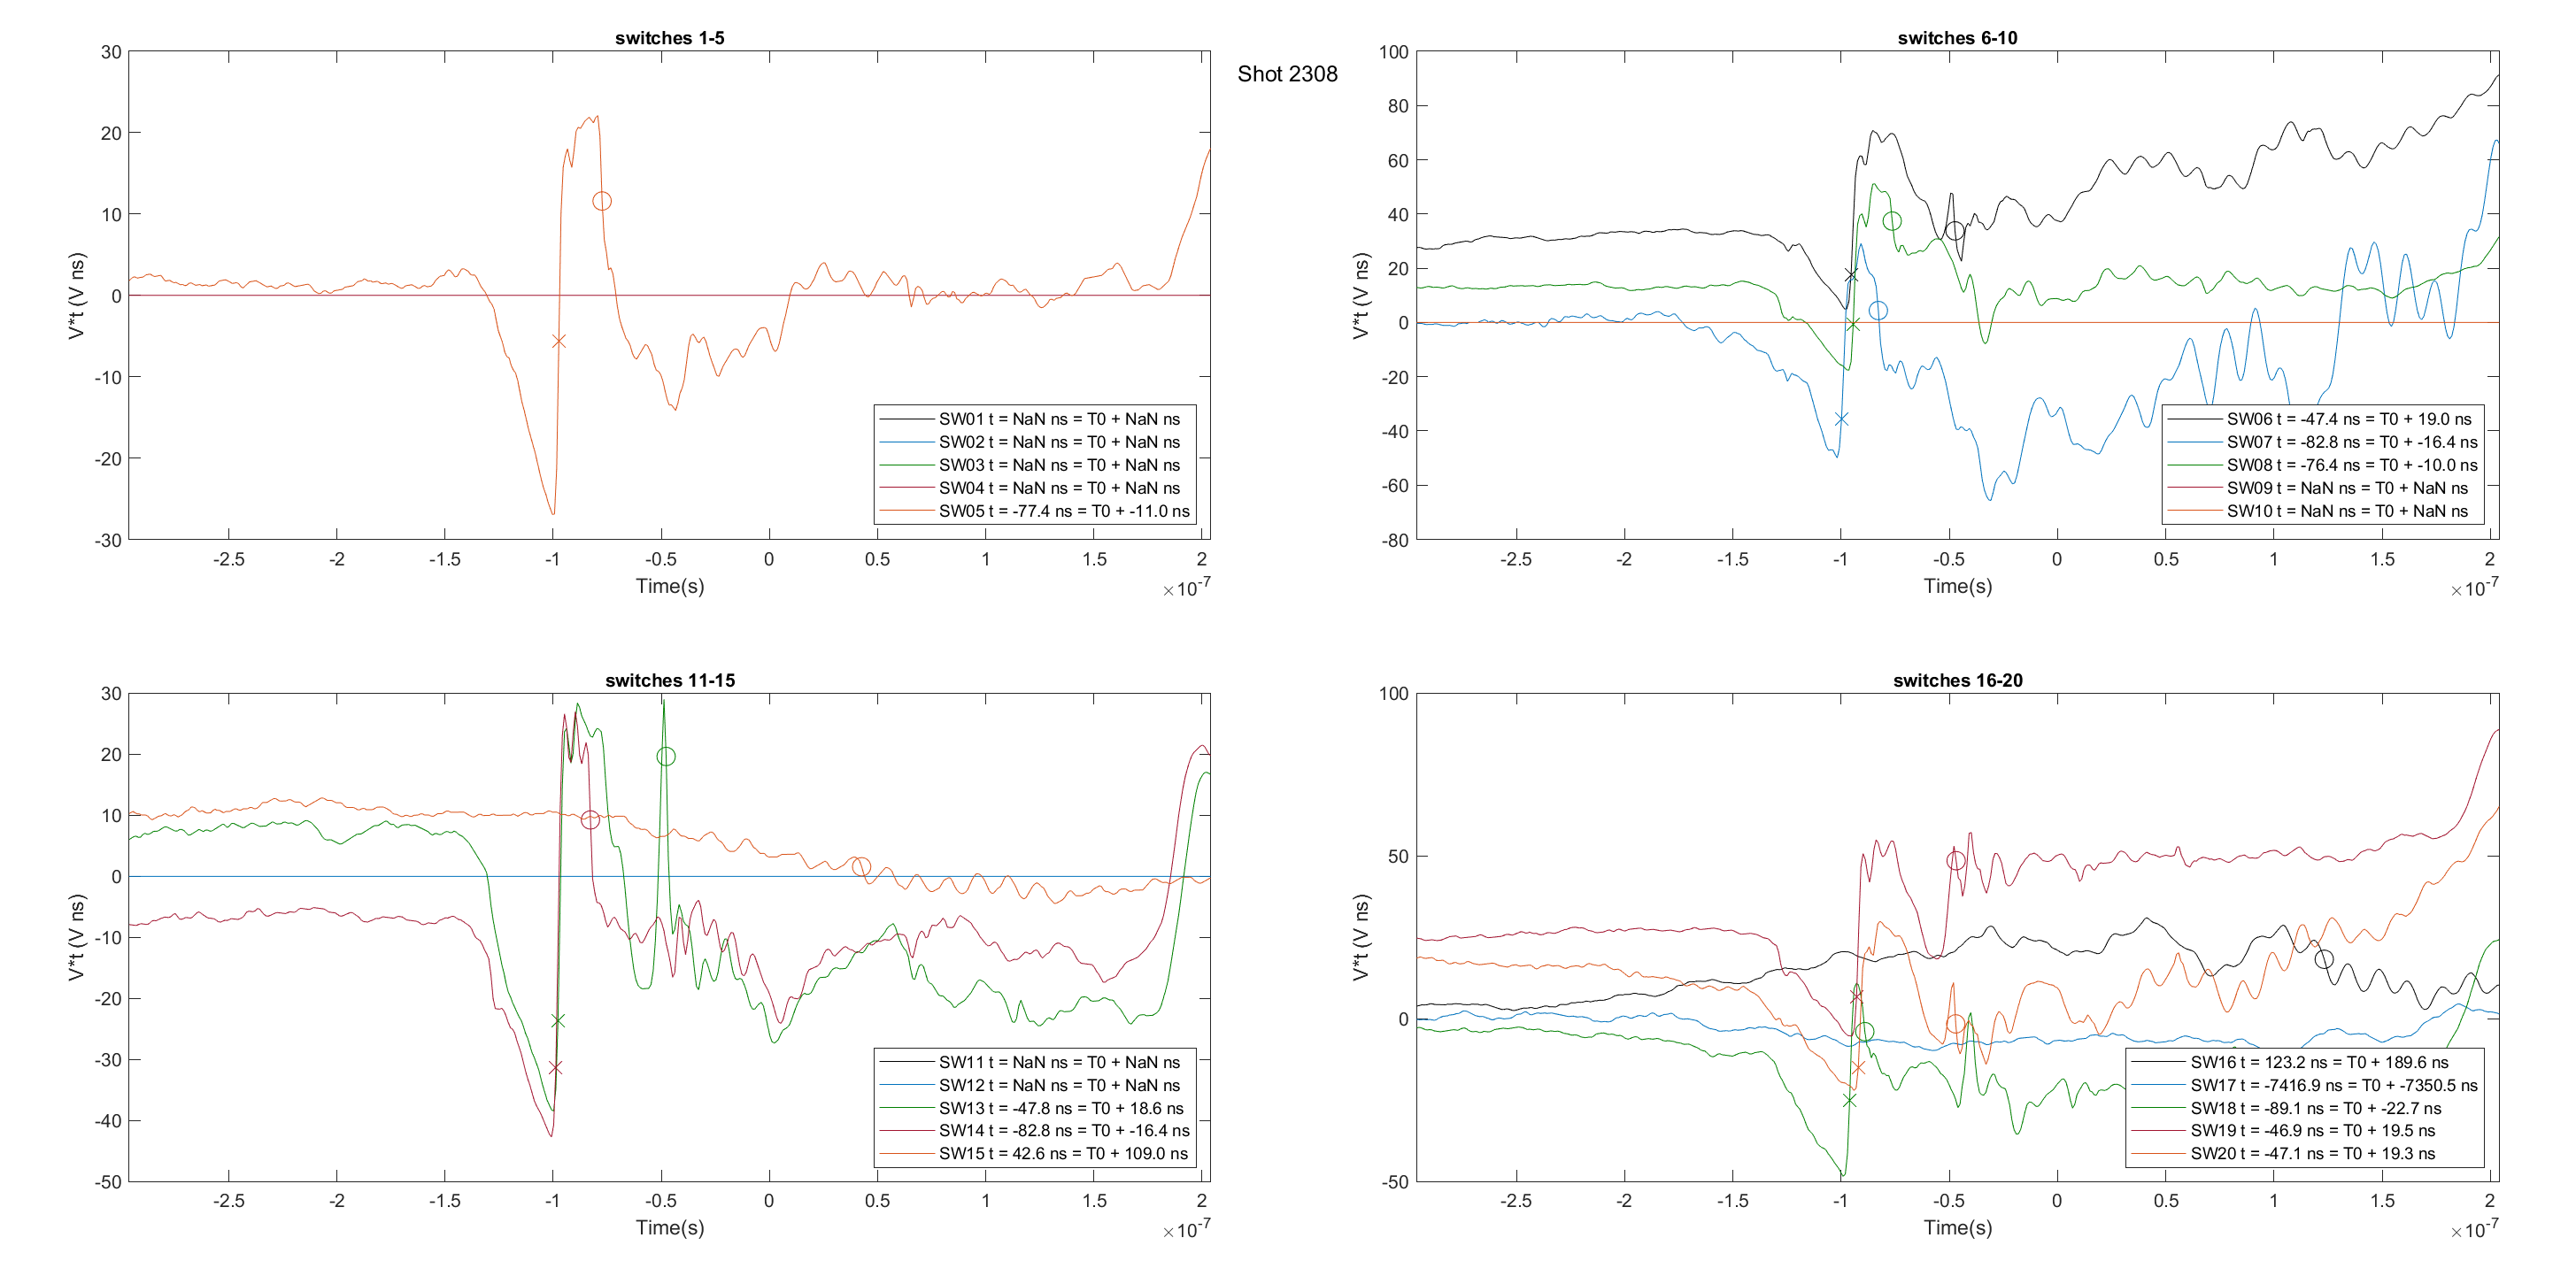 Shot 2308
switches 1-5
30
20
10
0
-10
-20
-30
V*t (V ns)
-2.5 -2 -1.5 -1 -0.5 0 0.5 1 1.5 2
Time(s)
×10-7
SW01 t = NaN ns = T0 + NaN ns
SW02 t = NaN ns = T0 + NaN ns
SW03 t = NaN ns = T0 + NaN ns
SW04 t = NaN ns = T0 + NaN ns
SW05 t = -77.4 ns = T0 + -11.0 ns
switches 6-10
100
80
60
40
20
0
-20
-40
-60
-80
V*t (V ns)
-2.5 -2 -1.5 -1 -0.5 0 0.5 1 1.5 2
Time(s)
×10-7
SW06 t = -47.4 ns = T0 + 19.0 ns
SW07 t = -82.8 ns = T0 + -16.4 ns
SW08 t = -76.4 ns = T0 + -10.0 ns
SW09 t = NaN ns = T0 + NaN ns
SW10 t = NaN ns = T0 + NaN ns
switches 11-15
30
20
10
0
-10
-20
-30
-40
-50
V*t (V ns)
-2.5 -2 -1.5 -1 -0.5 0 0.5 1 1.5 2
Time(s)
×10-7
SW11 t = NaN ns = T0 + NaN ns
SW12 t = NaN ns = T0 + NaN ns
SW13 t = -47.8 ns = T0 + 18.6 ns
SW14 t = -82.8 ns = T0 + -16.4 ns
SW15 t = 42.6 ns = T0 + 109.0 ns
switches 16-20
100
50
0
-50
V*t (V ns)
-2.5 -2 -1.5 -1 -0.5 0 0.5 1 1.5 2
Time(s)
×10-7
SW16 t = 123.2 ns = T0 + 189.6 ns
SW17 t = -7416.9 ns = T0 + -7350.5 ns
SW18 t = -89.1 ns = T0 + -22.7 ns
SW19 t = -46.9 ns = T0 + 19.5 ns
SW20 t = -47.1 ns = T0 + 19.3 ns